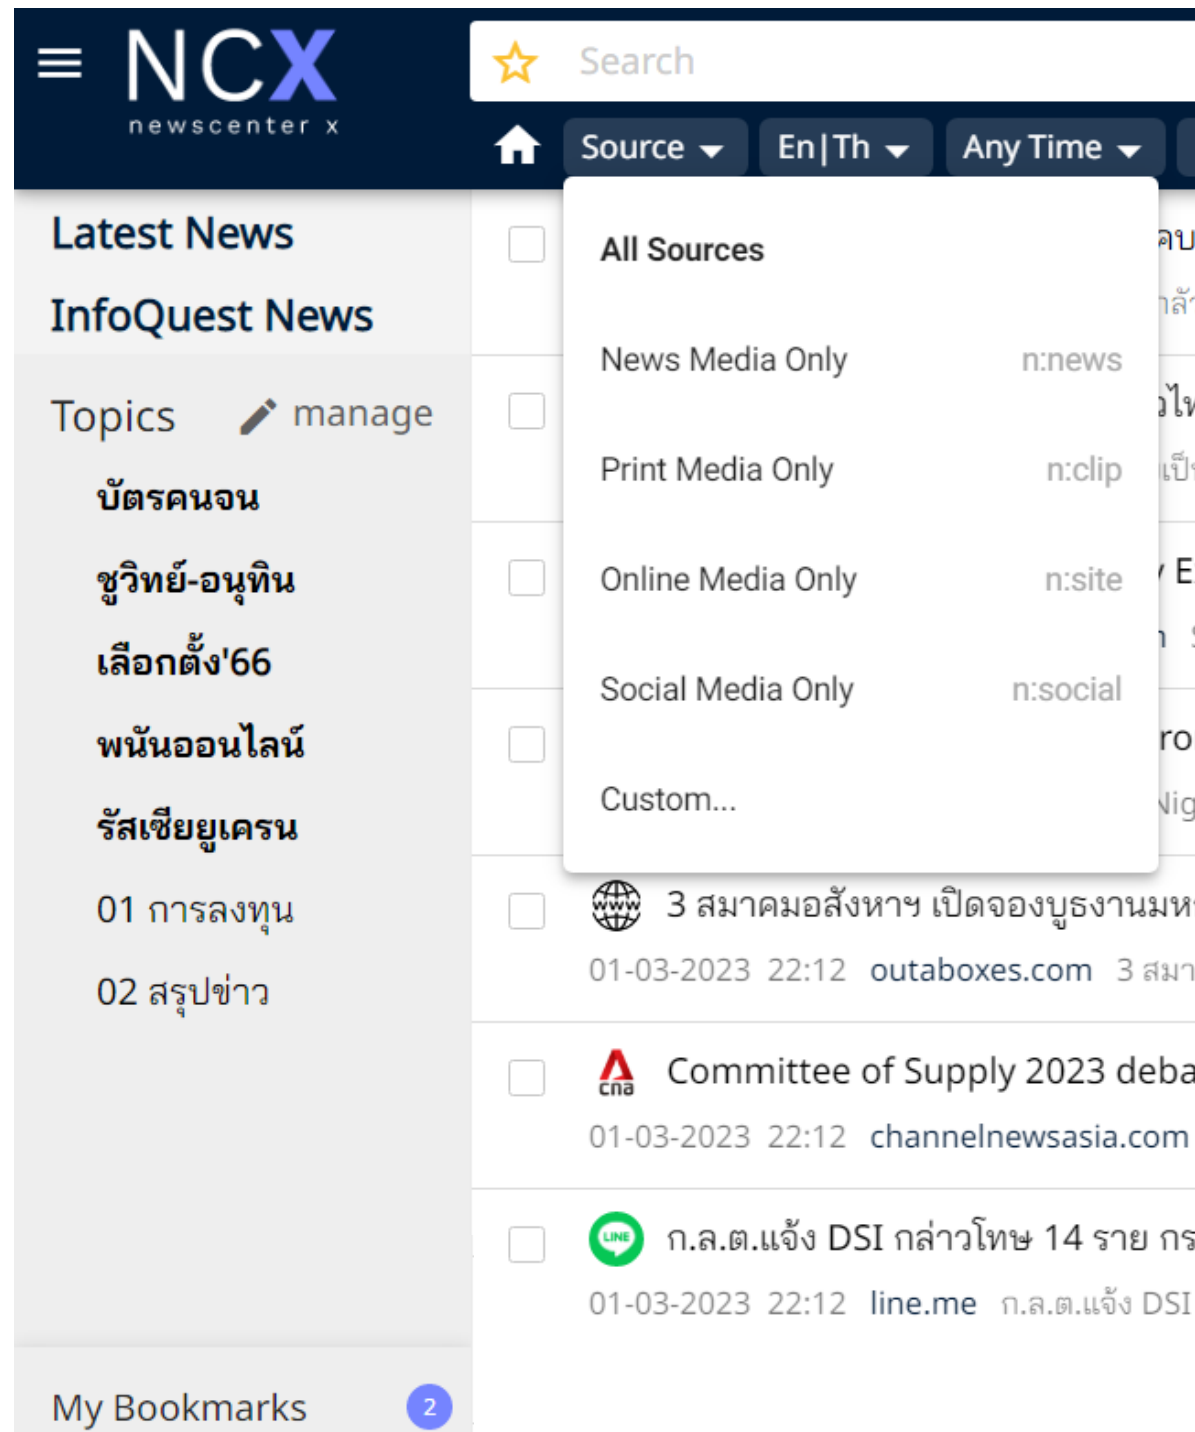 NCX
newscenter x
Search
Source En|Th Any Time
Latest News
InfoQuest News
Topics manage
บัตรคนจน
ชูวิทย์-อนุทิน
เลือกตั้ง'66
พนันออนไลน์
รัสเซียยูเครน
01 การลงทุน
02 สรุปข่าว
My Bookmarks 2
All Sources
News Media Only n:news
Print Media Only n:clip
Online Media Only n:site
Social Media Only n:social
Custom...
www 3 สมาคมอสังหาฯ เปิดจองบูธงานมห
01-03-2023 22:12 outaboxes.com 3 สมา
cna Committee of Supply 2023 deba
01-03-2023 22:12 channelnewsasia.com
LINE ก.ล.ต.แจ้ง DSI กล่าวโทษ 14 ราย กร
01-03-2023 22:12 line.me ก.ล.ต.แจ้ง DSI